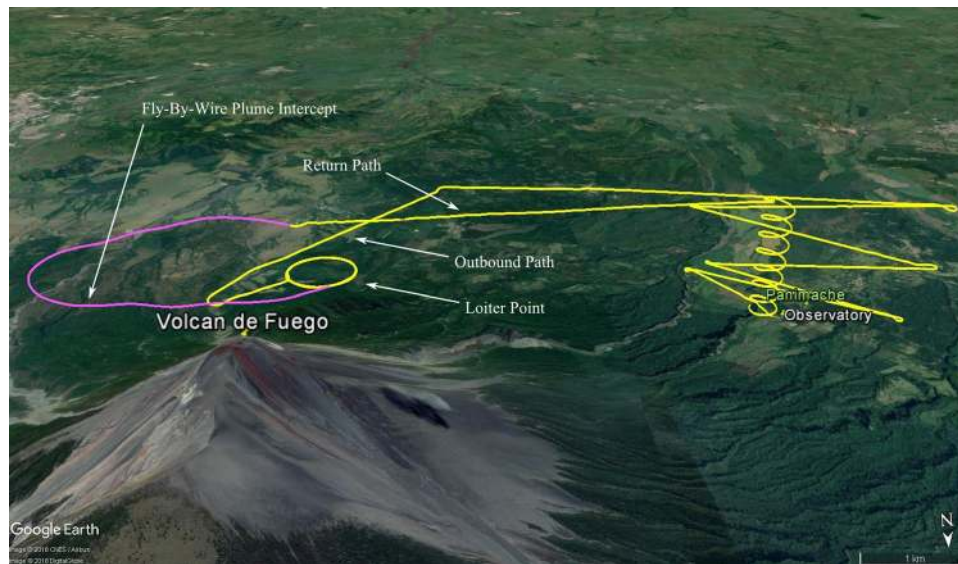 Fly-By-Wire Plume Intercept
Return Path
Outbound Path
Loiter Point
Volcan de Fuego
Panimache
Observatory
Google Earth
N
1 km